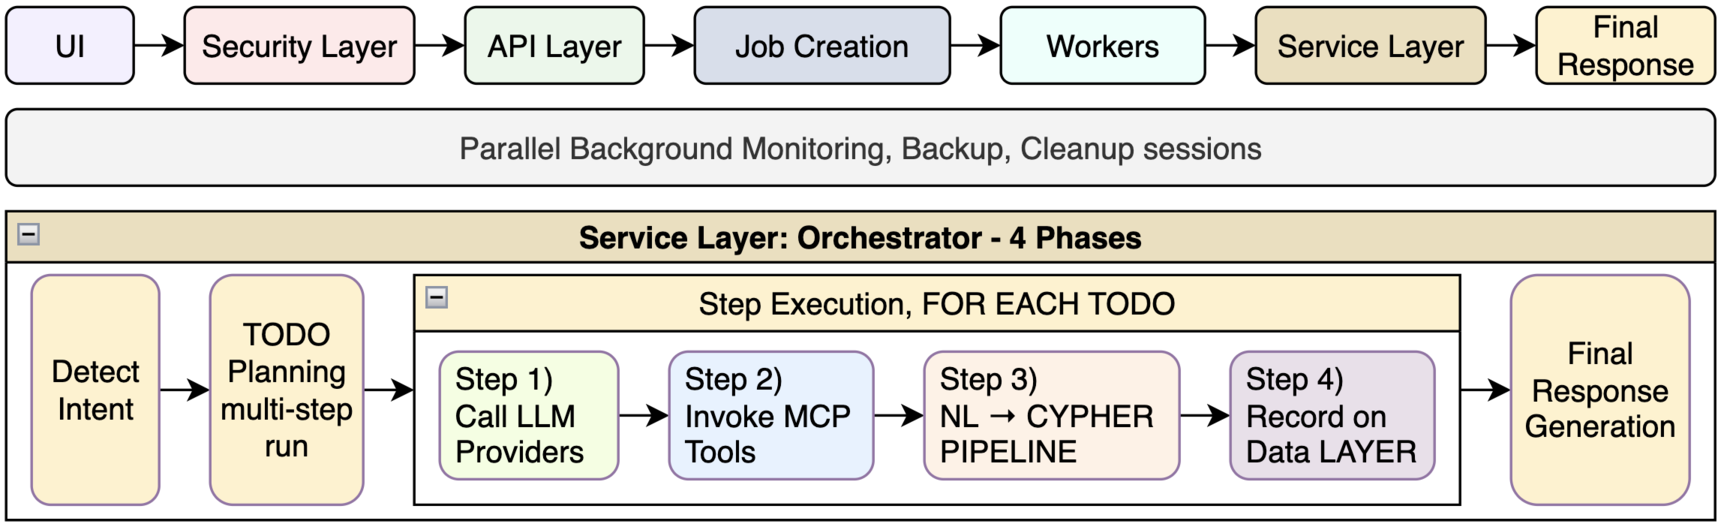 UI
Security Layer
API Layer
Job Creation
Workers
Service Layer
Final
Response
Parallel Background Monitoring, Backup, Cleanup sessions
Service Layer: Orchestrator - 4 Phases
Detect
Intent
TODO
Planning
multi-step
run
Step Execution, FOR EACH TODO
Step 1)
Call LLM
Providers
Step 2)
Invoke MCP
Tools
Step 3)
NL → CYPHER
PIPELINE
Step 4)
Record on
Data LAYER
Final
Response
Generation